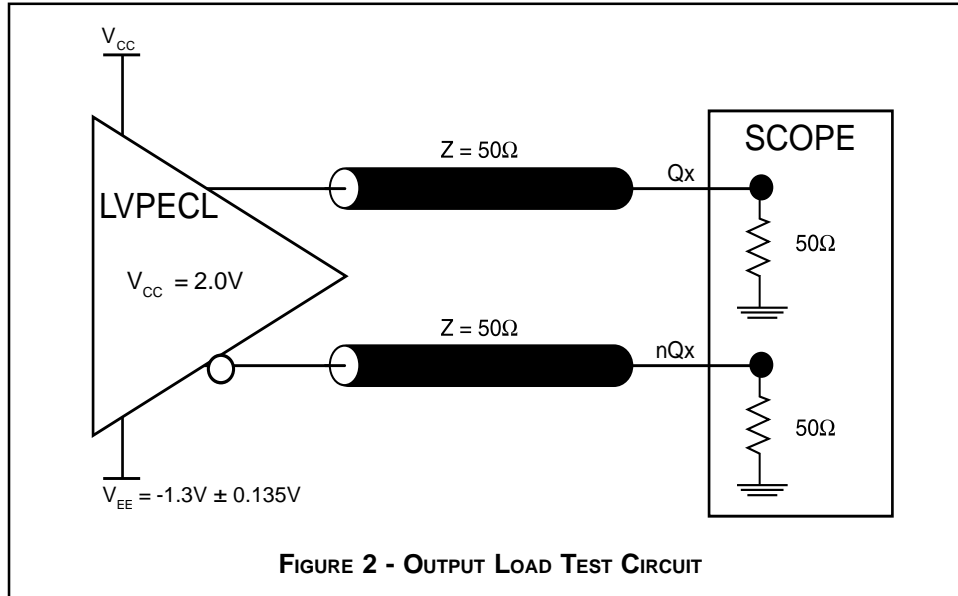 V_CC
SCOPE
Z = 50Ω
Qx
LVPECL
50Ω
V_CC = 2.0V
Z = 50Ω
nQx
50Ω
V_EE = -1.3V ± 0.135V
FIGURE 2 - OUTPUT LOAD TEST CIRCUIT